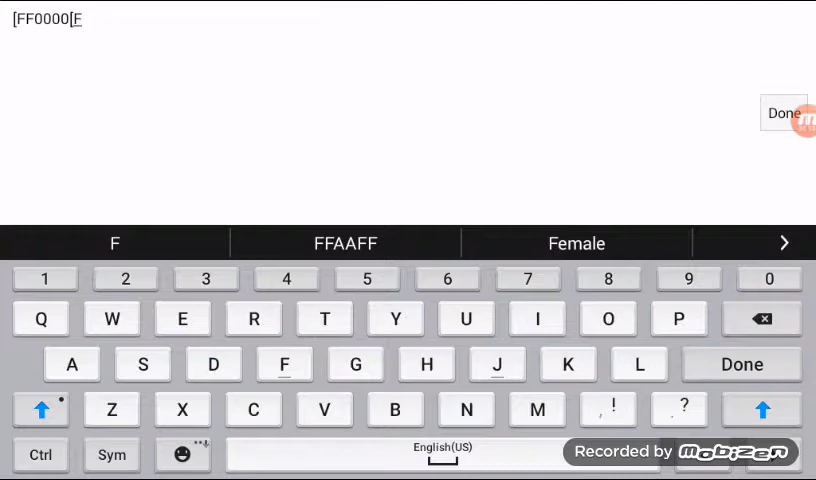 [FF0000[F
Done
F FFAAFF Female >
1 2 3 4 5 6 7 8 9 0
Q W E R T Y U I O P
A S D F G H J K L Done
Z X C V B N M , ! . ?
Ctrl Sym English(US) Recorded by Mobizen